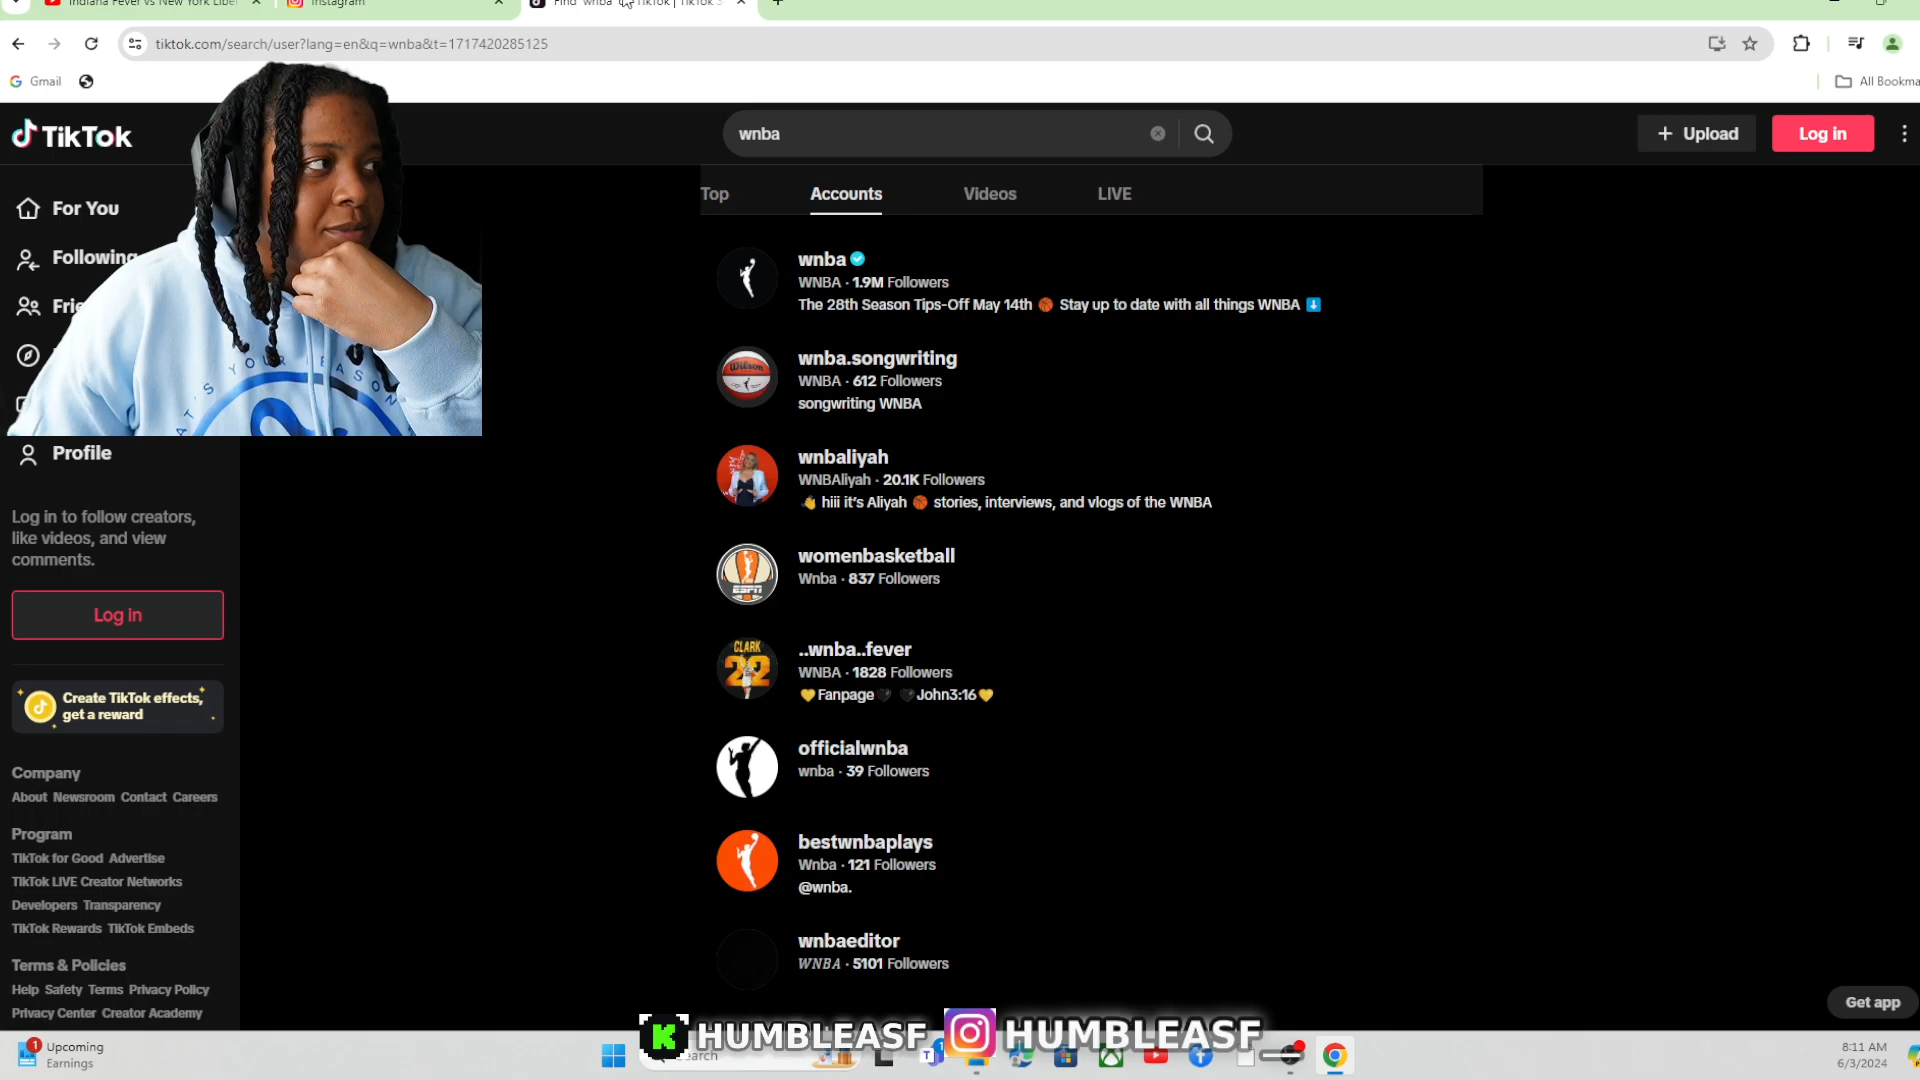 Indiana Fever vs New York Liber
Instagram
Find 'wnba' on TikTok | TikTok S
tiktok.com/search/user?lang=en&q=wnba&t=1717420285125
Gmail
All Bookma
TikTok
wnba
Upload
Log in
Top
Accounts
Videos
LIVE
For You
Following
Frie
Profile
Log in to follow creators,
like videos, and view
comments.
Log in
Create TikTok effects,
get a reward
Company
About Newsroom Contact Careers
Program
TikTok for Good Advertise
TikTok LIVE Creator Networks
Developers Transparency
TikTok Rewards TikTok Embeds
Terms & Policies
Help Safety Terms Privacy Policy
Privacy Center Creator Academy
wnba
WNBA · 1.9M Followers
The 28th Season Tips-Off May 14th 🏀 Stay up to date with all things WNBA ⬇️
Wilson
wnba.songwriting
WNBA · 612 Followers
songwriting WNBA
wnbaliyah
WNBAliyah · 20.1K Followers
👋 hiii it's Aliyah 🏀 stories, interviews, and vlogs of the WNBA
ESPN
womenbasketball
Wnba · 837 Followers
CLARK
22
..wnba..fever
WNBA · 1828 Followers
💛Fanpage🖤 🖤John3:16💛
officialwnba
wnba · 39 Followers
bestwnbaplays
Wnba · 121 Followers
@wnba.
wnbaeditor
WNBA · 5101 Followers
Get app
K HUMBLEASF HUMBLEASF
1
Upcoming
Earnings
Search
8:11 AM
6/3/2024